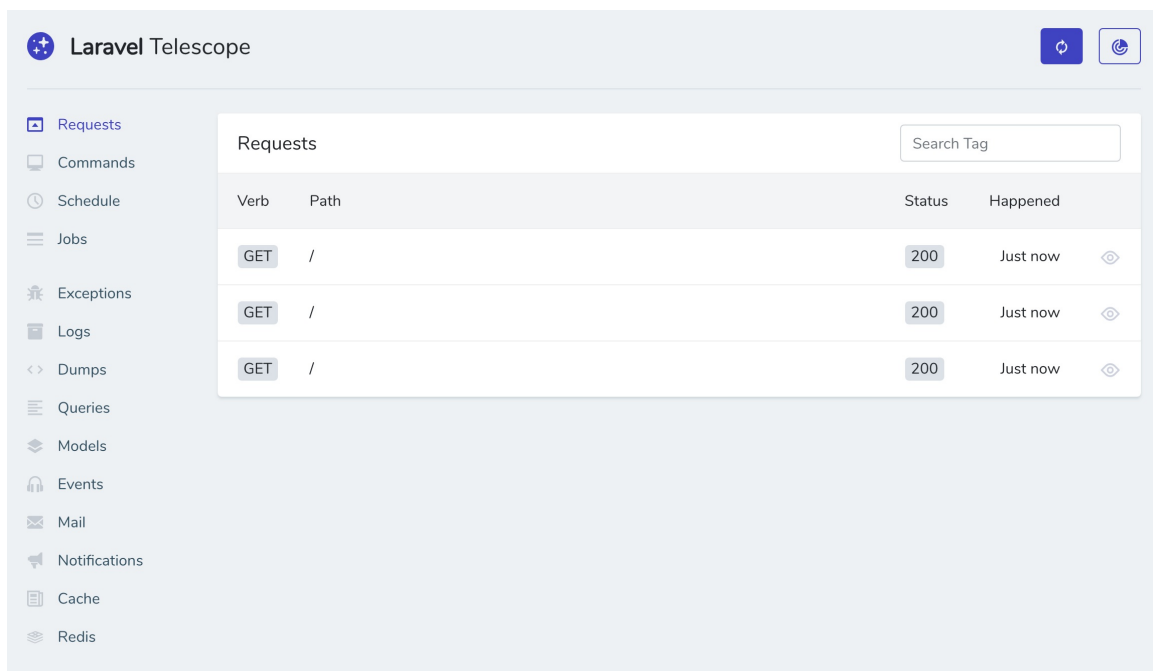 Laravel Telescope
Requests
Commands
Schedule
Jobs
Exceptions
Logs
Dumps
Queries
Models
Events
Mail
Notifications
Cache
Redis
Requests Search Tag
Verb Path Status Happened
GET / 200 Just now
GET / 200 Just now
GET / 200 Just now